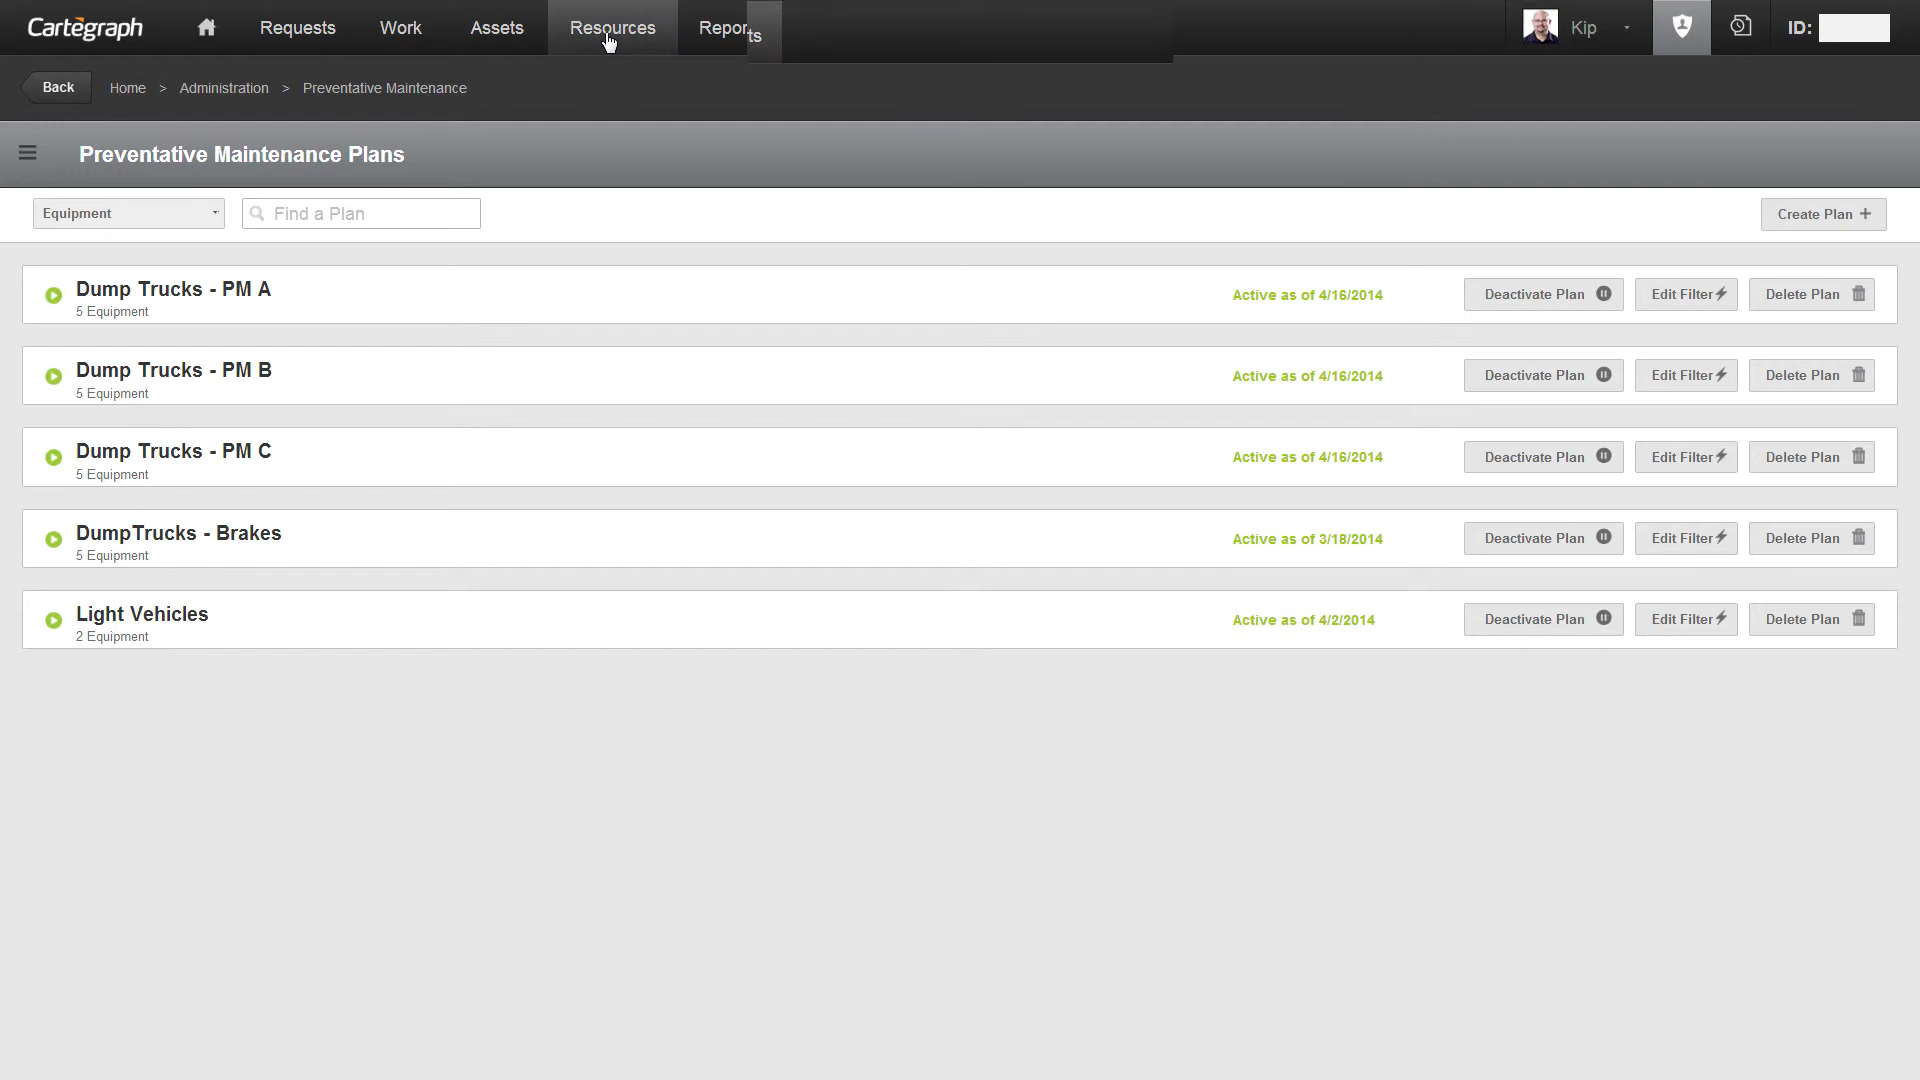 Cartêgraph Requests Work Assets Resources Reports Kip ID:
Back Home > Administration > Preventative Maintenance
Preventative Maintenance Plans
Equipment Find a Plan Create Plan +
Dump Trucks - PM A
5 Equipment
Active as of 4/16/2014 Deactivate Plan Edit Filter Delete Plan
Dump Trucks - PM B
5 Equipment
Active as of 4/16/2014 Deactivate Plan Edit Filter Delete Plan
Dump Trucks - PM C
5 Equipment
Active as of 4/16/2014 Deactivate Plan Edit Filter Delete Plan
DumpTrucks - Brakes
5 Equipment
Active as of 3/18/2014 Deactivate Plan Edit Filter Delete Plan
Light Vehicles
2 Equipment
Active as of 4/2/2014 Deactivate Plan Edit Filter Delete Plan